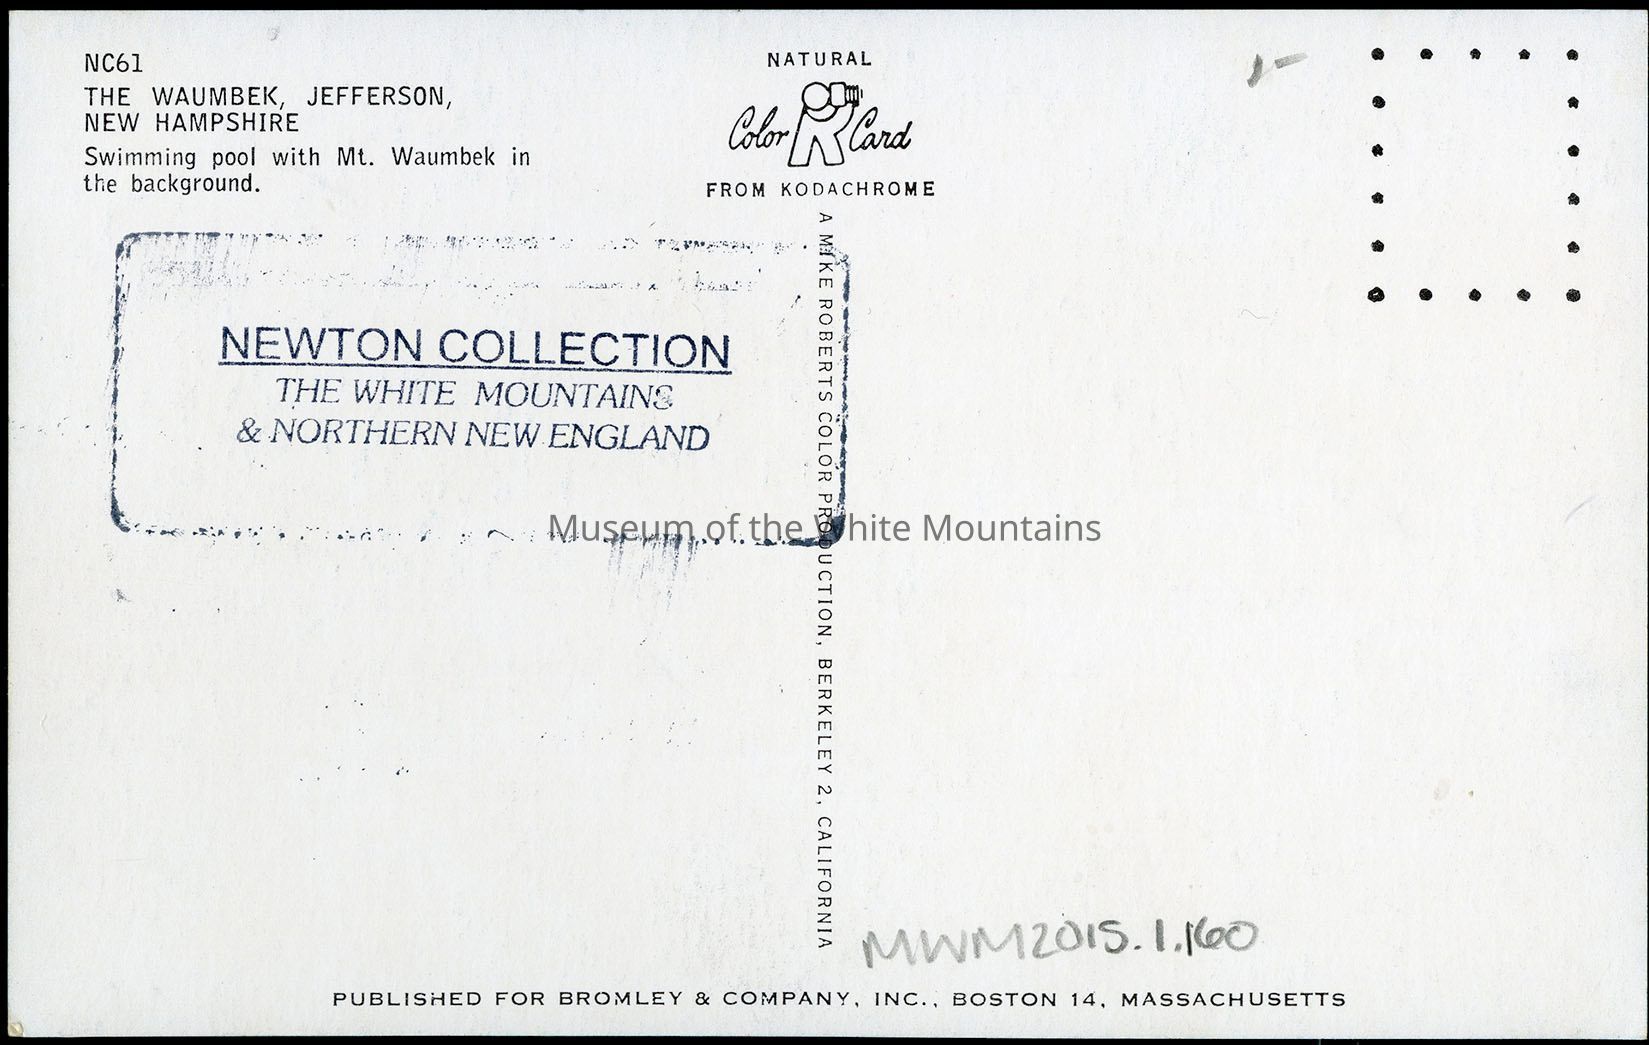 NC61
THE WAUMBEK, JEFFERSON,
NEW HAMPSHIRE
Swimming pool with Mt. Waumbek in
the background.
NATURAL
Color R Card
FROM KODACHROME
A MIKE ROBERTS COLOR PRODUCTION, BERKELEY 2, CALIFORNIA
NEWTON COLLECTION
THE WHITE MOUNTAINS
& NORTHERN NEW ENGLAND
Museum of the White Mountains
MWM2015.1.160
PUBLISHED FOR BROMLEY & COMPANY, INC., BOSTON 14, MASSACHUSETTS